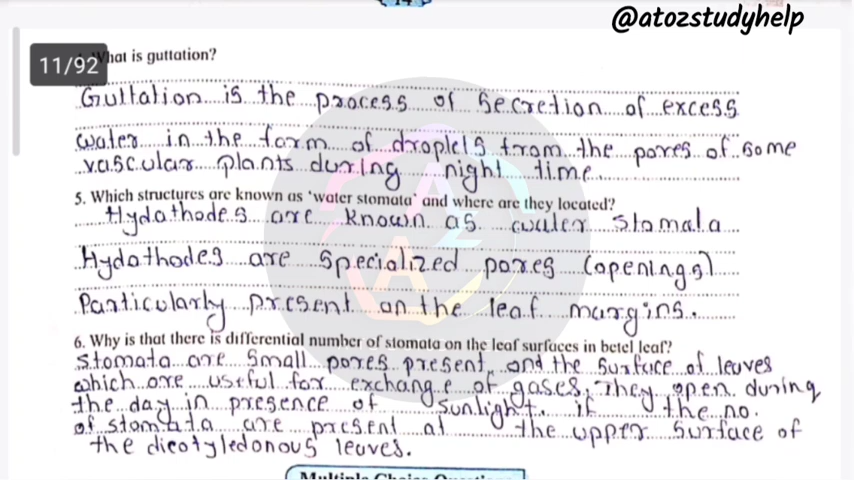 14
@atozstudyhelp
11/92
hat is guttation?
Guttation is the process of secretion of excess
water in the form of droplets from the pores of some
vascular plants during night time
5. Which structures are known as 'water stomata' and where are they located?
Hydathodes are known as water stomata
Hydathodes are specialized pores (openings)
Particularly present on the leaf margins.
6. Why is that there is differential number of stomata on the leaf surfaces in betel leaf?
Stomata are small pores present and the surface of leaves
which are useful for exchange of gases, They open during
the day in presence of sunlight. if the no.
of stomata are present at the upper surface of
the dicotyledonous leaves.
Multiple Choice Questions